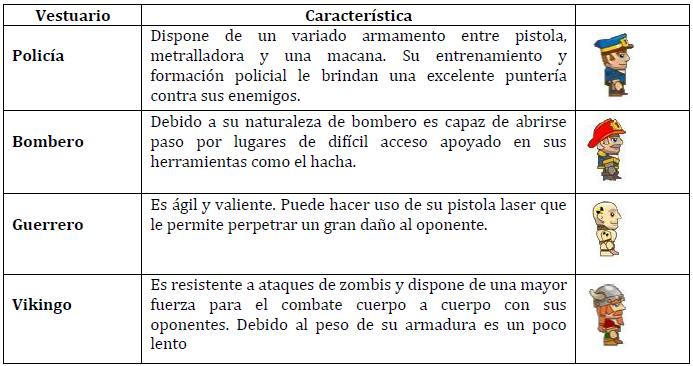 Vestuario Característica
Policía
Dispone de un variado armamento entre pistola,
metralladora y una macana. Su entrenamiento y
formación policial le brindan una excelente puntería
contra sus enemigos.
Bombero
Debido a su naturaleza de bombero es capaz de abrirse
paso por lugares de difícil acceso apoyado en sus
herramientas como el hacha.
Guerrero
Es ágil y valiente. Puede hacer uso de su pistola laser que
le permite perpetrar un gran daño al oponente.
Vikingo
Es resistente a ataques de zombis y dispone de una mayor
fuerza para el combate cuerpo a cuerpo con sus
oponentes. Debido al peso de su armadura es un poco
lento